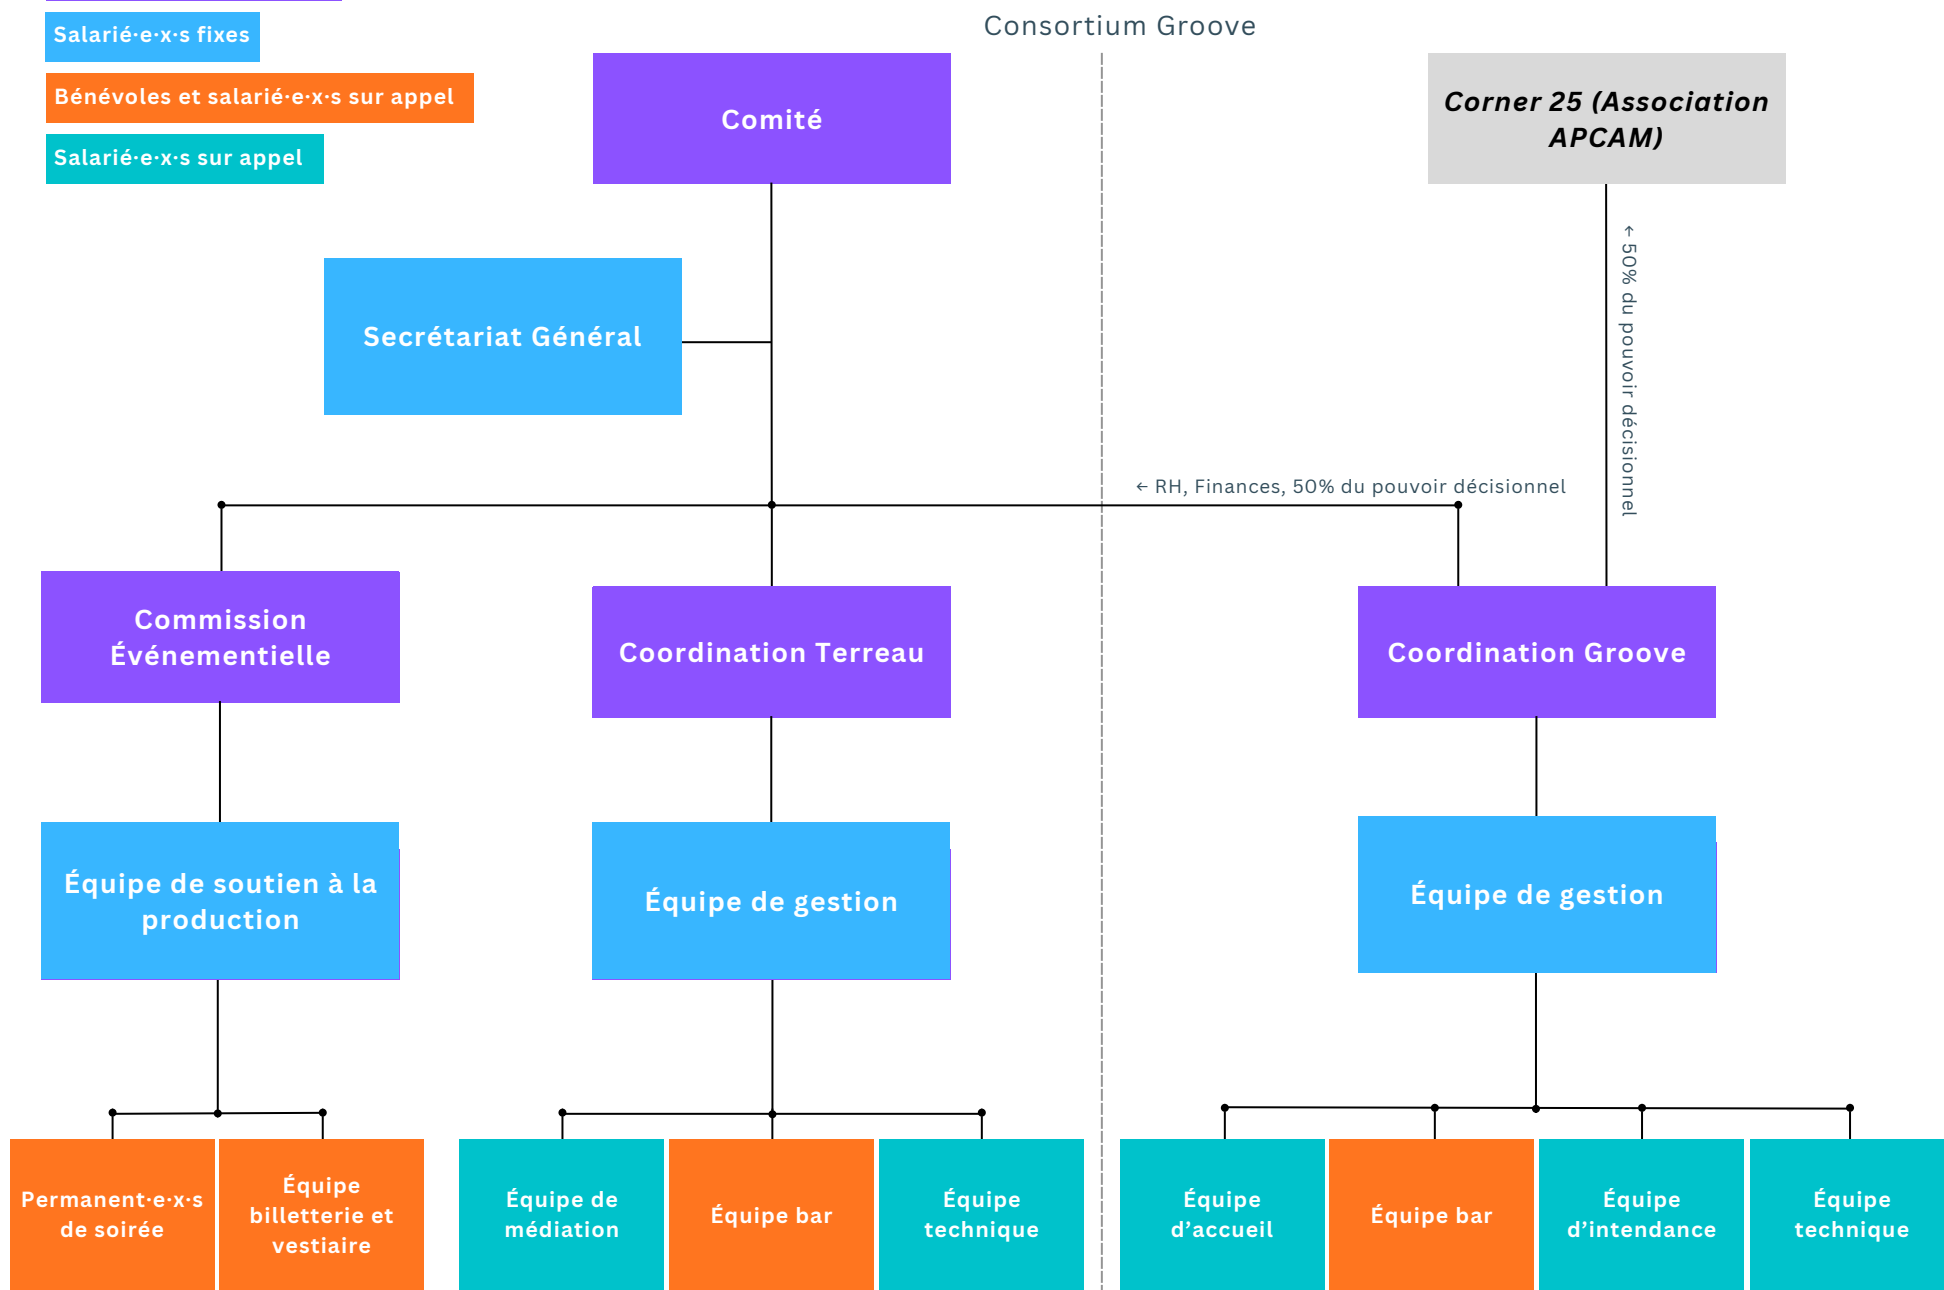 Salarié·e·x·s fixes
Bénévoles et salarié·e·x·s sur appel
Salarié·e·x·s sur appel
Consortium Groove
Comité
Corner 25 (Association
APCAM)
Secrétariat Général
← 50% du pouvoir décisionnel
← RH, Finances, 50% du pouvoir décisionnel
Commission
Événementielle
Coordination Terreau
Coordination Groove
Équipe de soutien à la
production
Équipe de gestion
Équipe de gestion
Permanent·e·x·s
de soirée
Équipe
billetterie et
vestiaire
Équipe de
médiation
Équipe bar
Équipe
technique
Équipe
d’accueil
Équipe bar
Équipe
d’intendance
Équipe
technique